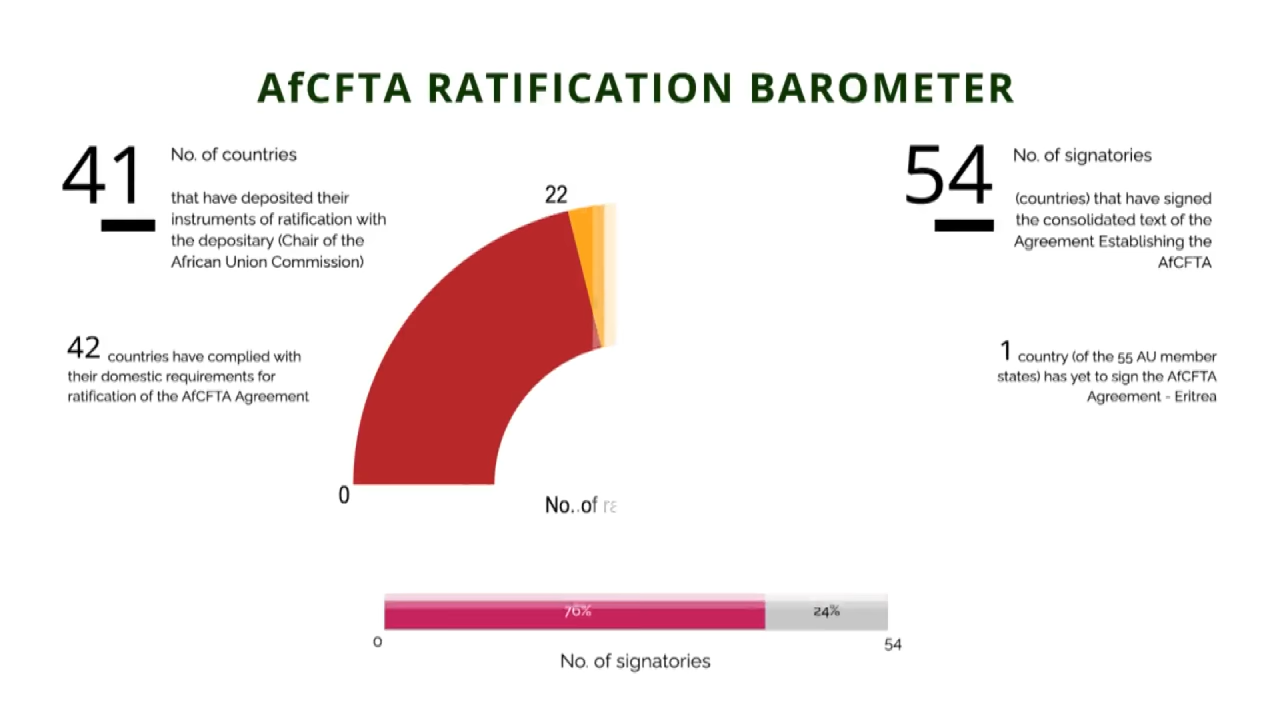 AfCFTA RATIFICATION BAROMETER
41
No. of countries
that have deposited their
instruments of ratification with
the depositary (Chair of the
African Union Commission)
42 countries have complied with
their domestic requirements for
ratification of the AfCFTA Agreement
22
0
No. of
54
No. of signatories
(countries) that have signed
the consolidated text of the
Agreement Establishing the
AfCFTA
1 country (of the 55 AU member
states) has yet to sign the AfCFTA
Agreement - Eritrea
76%
24%
0
54
No. of signatories